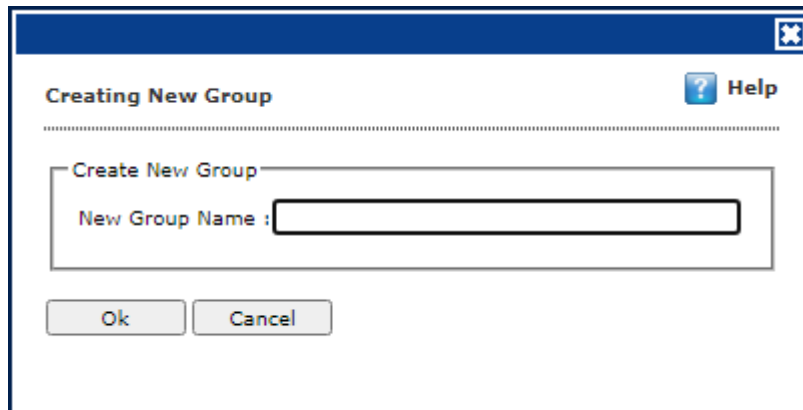 Creating New Group
? Help
Create New Group
New Group Name :
Ok Cancel